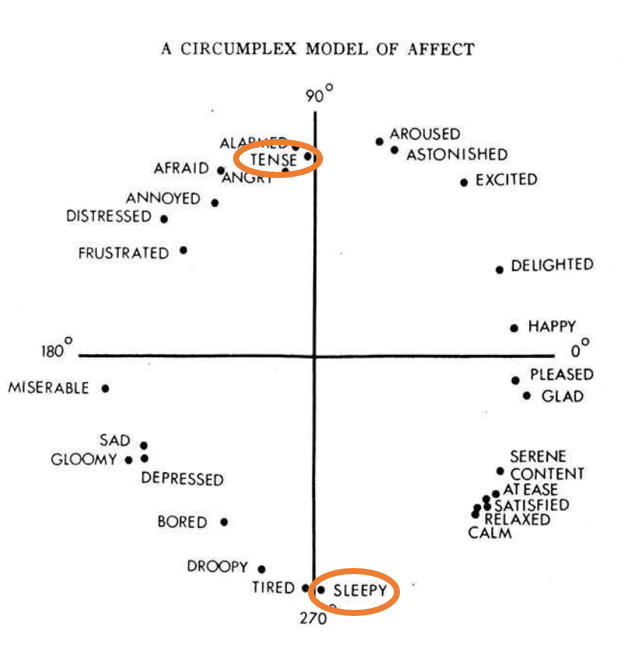 A CIRCUMPLEX MODEL OF AFFECT
90°
AROUSED
ALARMED
ASTONISHED
TENSE
AFRAID
ANGRY
EXCITED
ANNOYED
DISTRESSED
FRUSTRATED
DELIGHTED
HAPPY
180°
0°
PLEASED
MISERABLE
GLAD
SAD
SERENE
GLOOMY
CONTENT
DEPRESSED
AT EASE
SATISFIED
BORED
RELAXED
CALM
DROOPY
TIRED
SLEEPY
270°